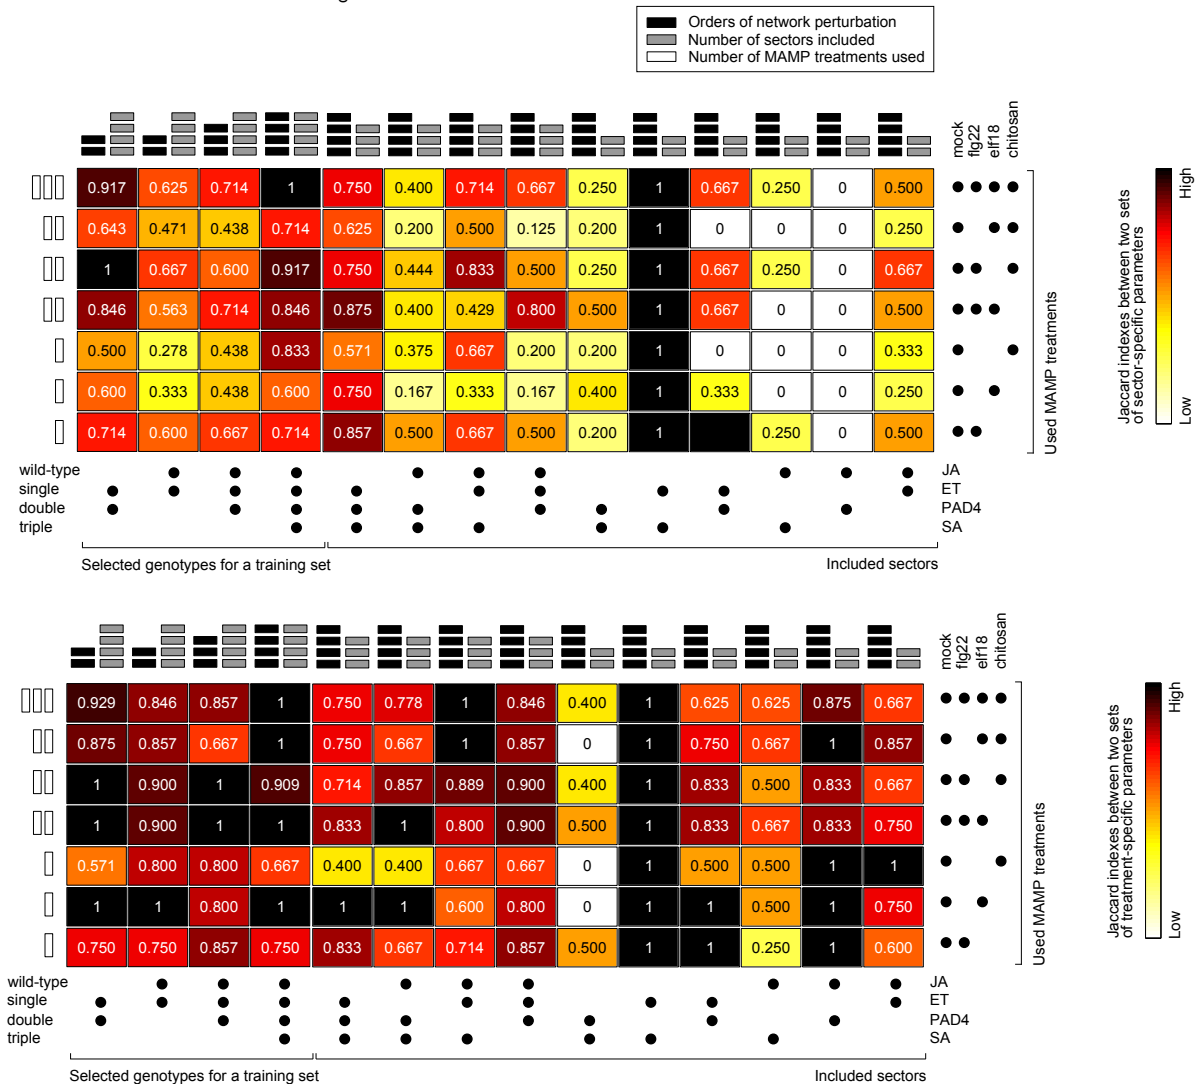 Orders of network perturbation
Number of sectors included
Number of MAMP treatments used
mock
flg22
elf18
chitosan
0.917 0.625 0.714 1 0.750 0.400 0.714 0.667 0.250 1 0.667 0.250 0 0.500
0.643 0.471 0.438 0.714 0.625 0.200 0.500 0.125 0.200 1 0 0 0 0.250
1 0.667 0.600 0.917 0.750 0.444 0.833 0.500 0.250 1 0.667 0.250 0 0.667
0.846 0.563 0.714 0.846 0.875 0.400 0.429 0.800 0.500 1 0.667 0 0 0.500
0.500 0.278 0.438 0.833 0.571 0.375 0.667 0.200 0.200 1 0 0 0 0.333
0.600 0.333 0.438 0.600 0.750 0.167 0.333 0.167 0.400 1 0.333 0 0 0.250
0.714 0.600 0.667 0.714 0.857 0.500 0.667 0.500 0.200 1 0.250 0 0.500
Used MAMP treatments
Jaccard indexes between two sets
of sector-specific parameters
High
Low
wild-type JA
single ET
double PAD4
triple SA
Selected genotypes for a training set Included sectors
mock
flg22
elf18
chitosan
0.929 0.846 0.857 1 0.750 0.778 1 0.846 0.400 1 0.625 0.625 0.875 0.667
0.875 0.857 0.667 1 0.750 0.667 1 0.857 0 1 0.750 0.667 1 0.857
1 0.900 1 0.909 0.714 0.857 0.889 0.900 0.400 1 0.833 0.500 0.833 0.667
1 0.900 1 1 0.833 1 0.800 0.900 0.500 1 0.833 0.667 0.833 0.750
0.571 0.800 0.800 0.667 0.400 0.400 0.667 0.667 0 1 0.500 0.500 1 1
1 1 0.800 1 1 1 0.600 0.800 0 1 1 0.500 1 0.750
0.750 0.750 0.857 0.750 0.833 0.667 0.714 0.857 0.500 1 1 0.250 1 0.600
Used MAMP treatments
Jaccard indexes between two sets
of treatment-specific parameters
High
Low
wild-type JA
single ET
double PAD4
triple SA
Selected genotypes for a training set Included sectors